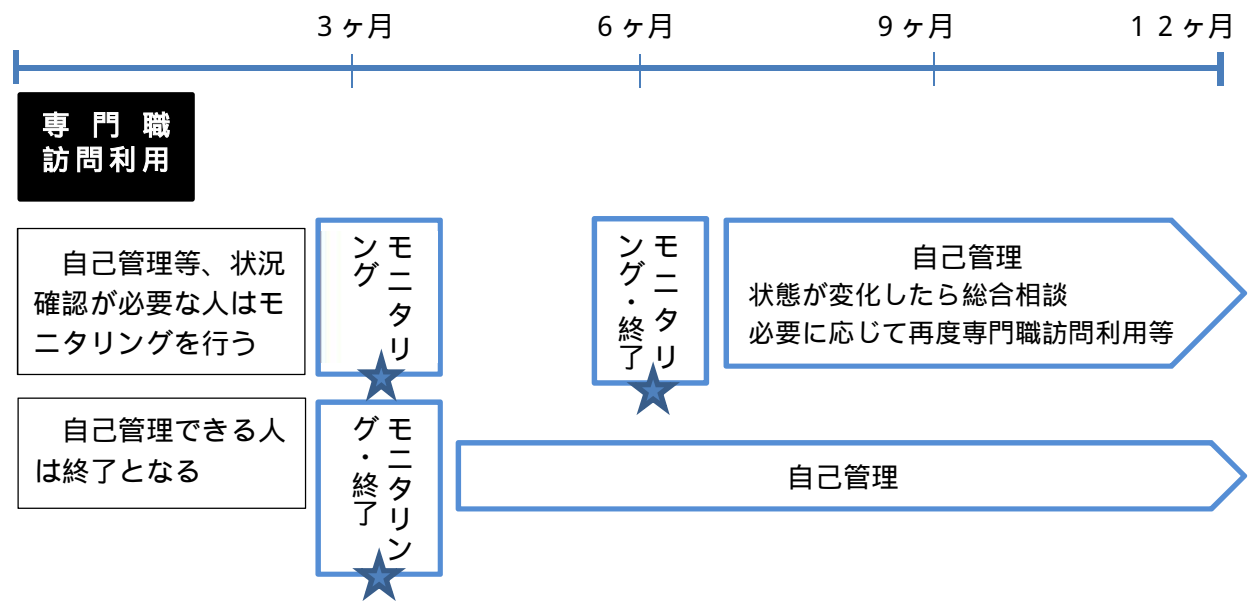 3ヶ月
6ヶ月
9ヶ月
12ヶ月
専門職
訪問利用
自己管理等、状況
確認が必要な人はモ
ニタリングを行う
モニタリ
ング
モニタリ
ング・終了
自己管理
状態が変化したら総合相談
必要に応じて再度専門職訪問利用等
自己管理できる人
は終了となる
モニタリン
グ・終了
自己管理